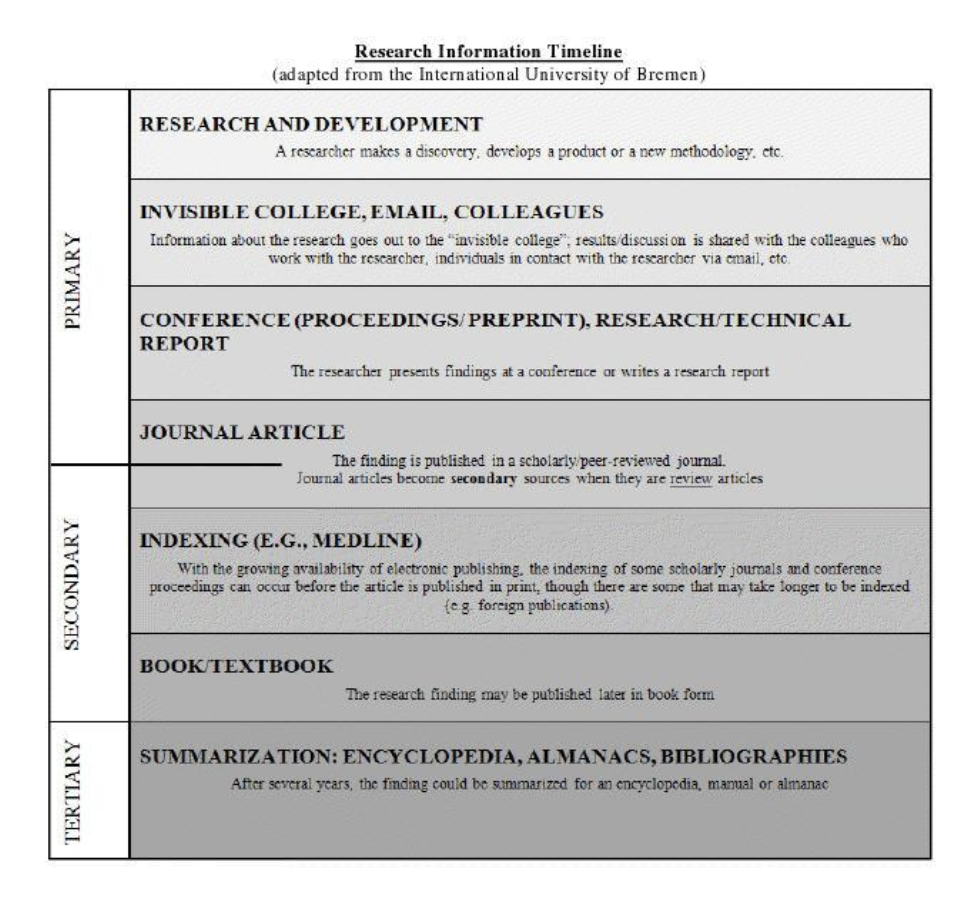 Research Information Timeline
(adapted from the International University of Bremen)
PRIMARY
RESEARCH AND DEVELOPMENT
A researcher makes a discovery, develops a product or a new methodology, etc.
INVISIBLE COLLEGE, EMAIL, COLLEAGUES
Information about the research goes out to the “invisible college”; results/discussion is shared with the colleagues who
work with the researcher, individuals in contact with the researcher via email, etc.
CONFERENCE (PROCEEDINGS/PREPRINT), RESEARCH/TECHNICAL
REPORT
The researcher presents findings at a conference or writes a research report
JOURNAL ARTICLE
The finding is published in a scholarly/peer-reviewed journal.
Journal articles become secondary sources when they are review articles
SECONDARY
INDEXING (E.G., MEDLINE)
With the growing availability of electronic publishing, the indexing of some scholarly journals and conference
proceedings can occur before the article is published in print, though there are some that may take longer to be indexed
(e.g. foreign publications).
BOOK/TEXTBOOK
The research finding may be published later in book form
TERTIARY
SUMMARIZATION: ENCYCLOPEDIA, ALMANACS, BIBLIOGRAPHIES
After several years, the finding could be summarized for an encyclopedia, manual or almanac